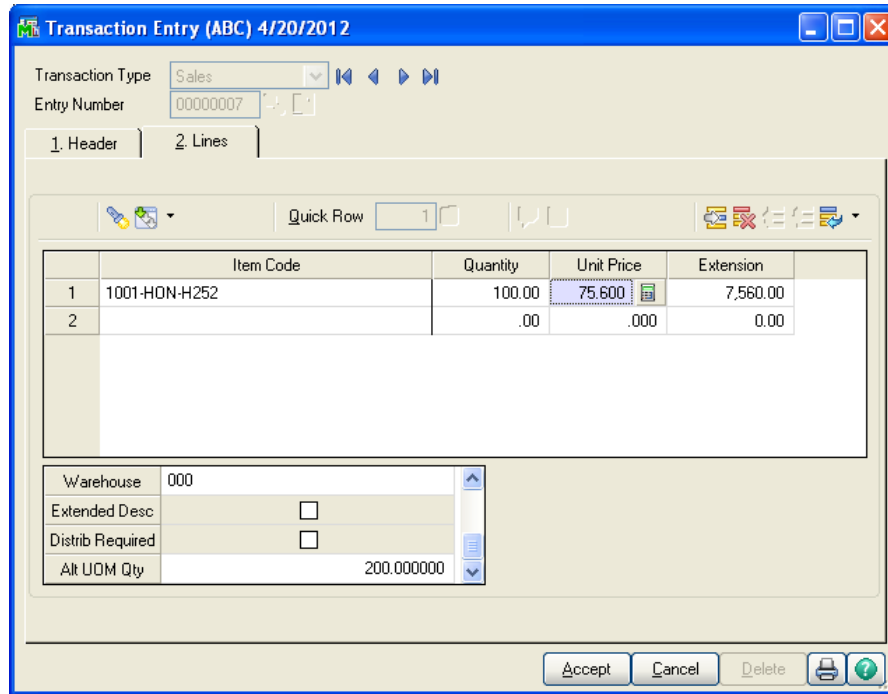 Transaction Entry (ABC) 4/20/2012
Transaction Type Sales
Entry Number 00000007
1. Header 2. Lines
Quick Row 1
Item Code Quantity Unit Price Extension
1 1001-HON-H252 100.00 75.600 7,560.00
2 .00 .000 0.00
Warehouse 000
Extended Desc
Distrib Required
Alt UOM Qty 200.000000
Accept Cancel Delete